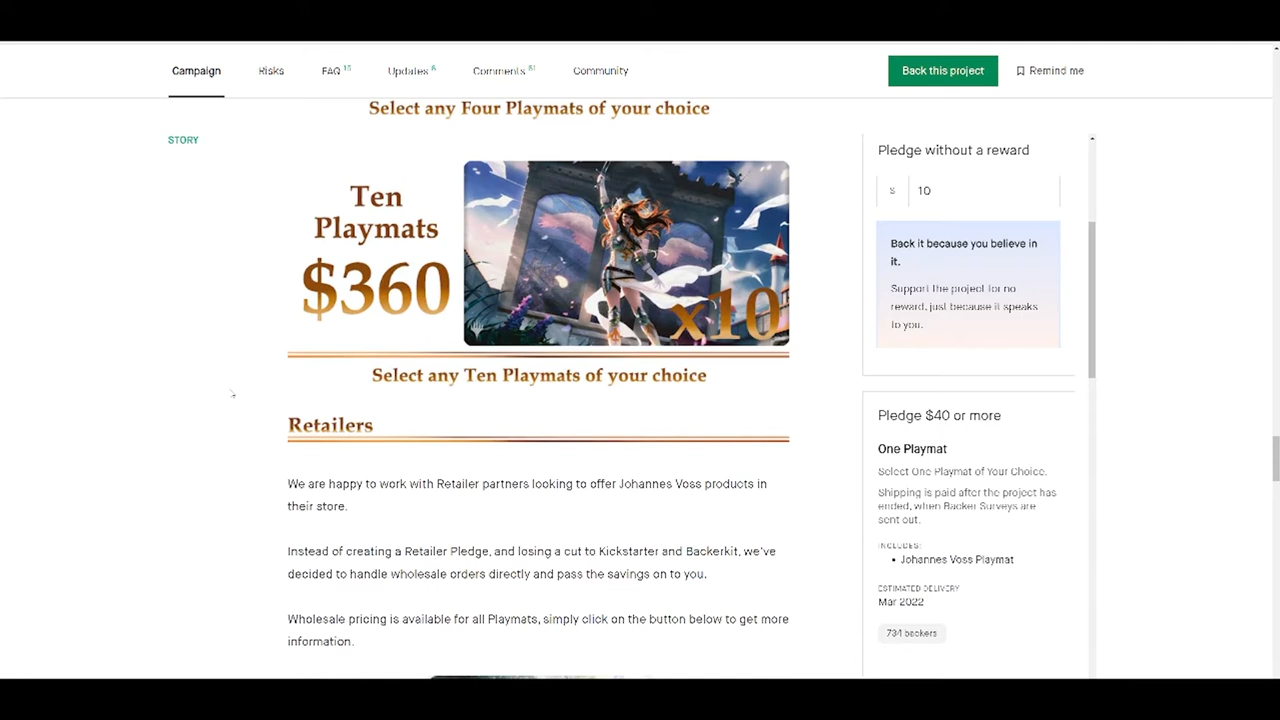 Campaign
Risks
FAQ 15
Updates 6
Comments 51
Community
Back this project
Remind me
Select any Four Playmats of your choice
STORY
Ten
Playmats
$360
x10
Select any Ten Playmats of your choice
Retailers
We are happy to work with Retailer partners looking to offer Johannes Voss products in
their store.
Instead of creating a Retailer Pledge, and losing a cut to Kickstarter and Backerkit, we've
decided to handle wholesale orders directly and pass the savings on to you.
Wholesale pricing is available for all Playmats, simply click on the button below to get more
information.
Pledge without a reward
$ 10
Back it because you believe in
it.
Support the project for no
reward, just because it speaks
to you.
Pledge $40 or more
One Playmat
Select One Playmat of Your Choice.
Shipping is paid after the project has
ended, when Backer Surveys are
sent out.
INCLUDES:
• Johannes Voss Playmat
ESTIMATED DELIVERY
Mar 2022
734 backers